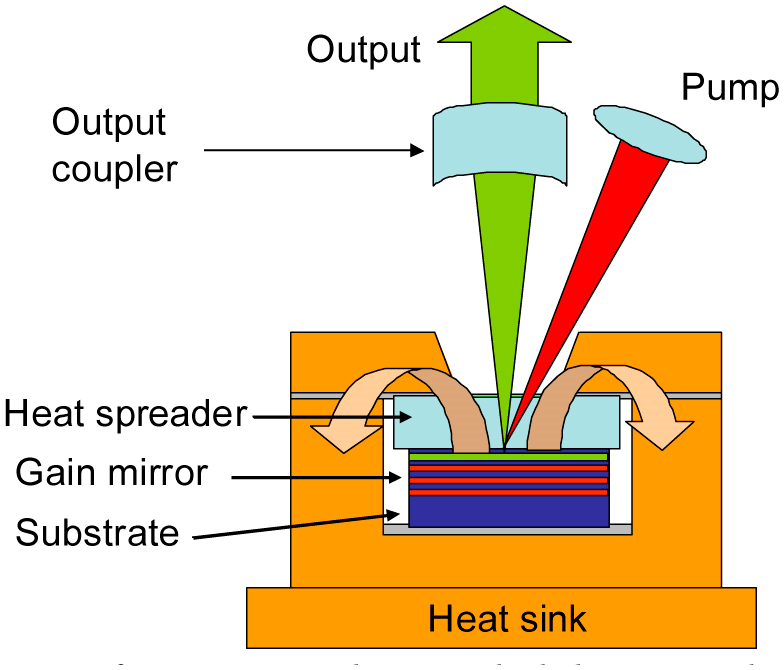 Output
Pump
Output
coupler
Heat spreader
Gain mirror
Substrate
Heat sink